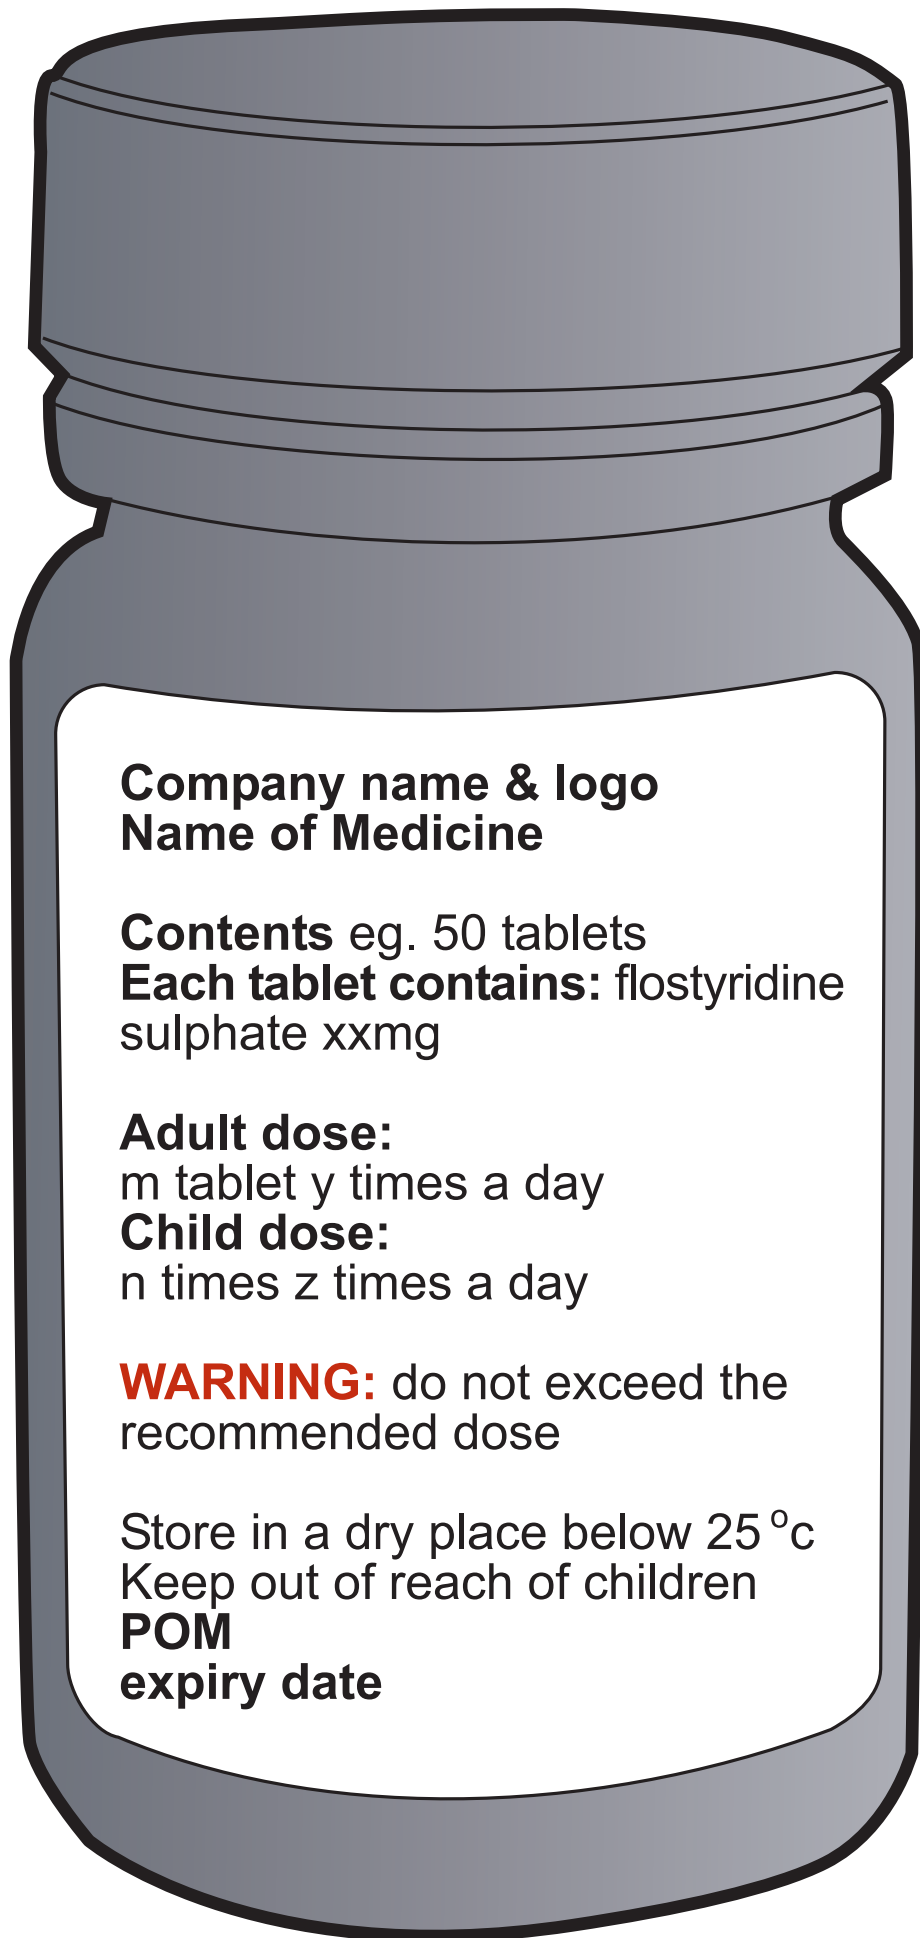 Company name & logo
Name of Medicine
Contents eg. 50 tablets
Each tablet contains: flostyridine
sulphate xxmg
Adult dose:
m tablet y times a day
Child dose:
n times z times a day
WARNING: do not exceed the
recommended dose
Store in a dry place below 25 °c
Keep out of reach of children
POM
expiry date